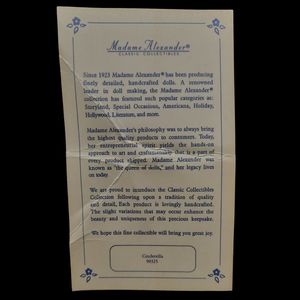 Madame Alexander®
CLASSIC COLLECTIBLES
Since 1923 Madame Alexander® has been producing
finely detailed, handcrafted dolls. A renowned
leader in doll making, the Madame Alexander®
collection has featured such popular categories as:
Storyland, Special Occasions, Americana, Holiday,
Hollywood, Literature, and more.
Madame Alexander's philosophy was to always bring
the highest quality products to consumers. Today,
her entrepreneurial spirit yields the hands-on
approach to art and craftsmanship that is a part of
every product shipped. Madame Alexander was
known as "the queen of dolls," and her legacy lives
on today.
We are proud to introduce the Classic Collectibles
Collection following upon a tradition of quality
and detail, Each product is lovingly handcrafted.
The slight variations that may occur enhance the
beauty and uniqueness of this precious keepsake.
We hope this fine collectible will bring you great joy.
Cinderella
90325